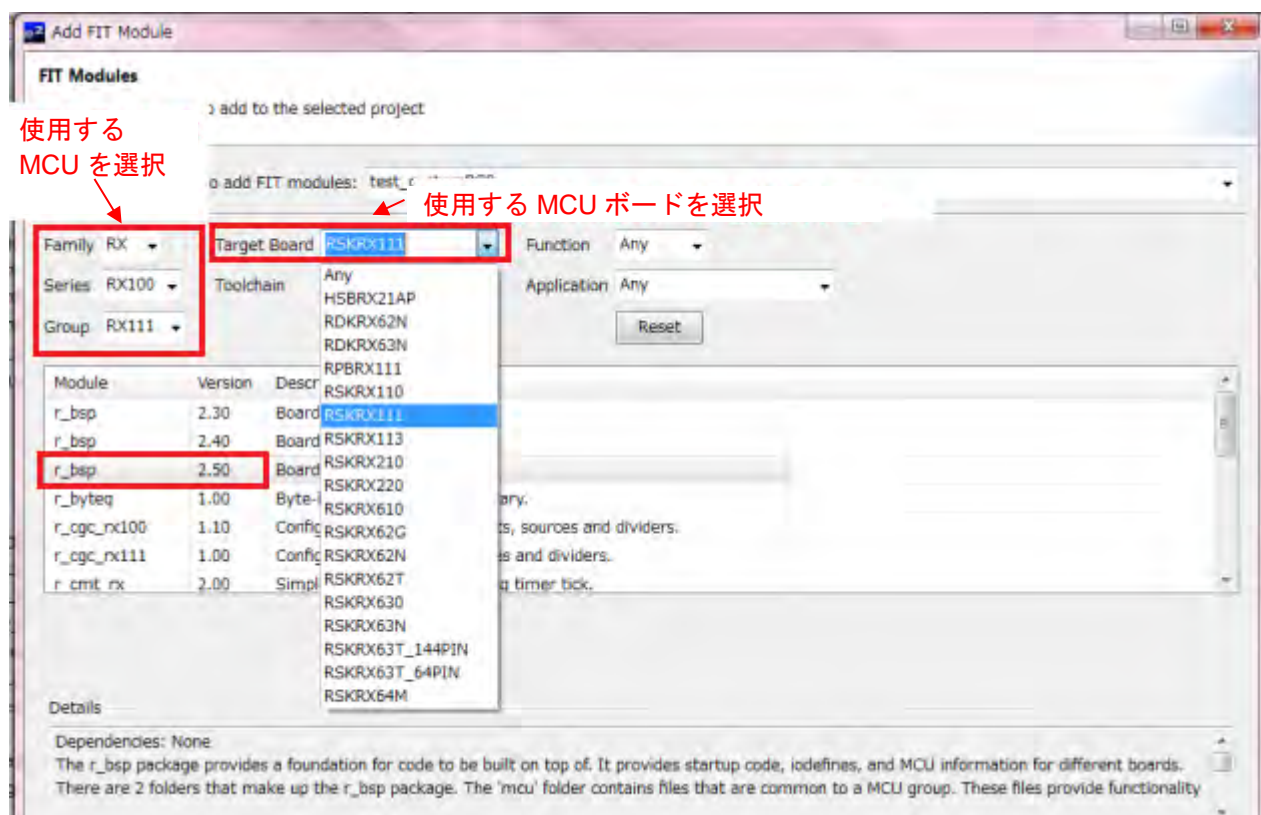 Add FIT Module
FIT Modules
add to the selected project
使用する
MCU を選択
add FIT modules: test_
使用する MCU ボードを選択
Family RX Target Board RSKRX111 Function Any
Series RX100 Toolchain Application Any
Group RX111 Reset
Any
HSBRX21AP
RDKRX62N
RDKRX63N
RPBRX111
RSKRX110
RSKRX111
RSKRX113
RSKRX210
RSKRX220
RSKRX610
RSKRX62G
RSKRX62N
RSKRX62T
RSKRX630
RSKRX63N
RSKRX63T_144PIN
RSKRX63T_64PIN
RSKRX64M
Module Version Descr
r_bsp 2.30 Board
r_bsp 2.40 Board
r_bsp 2.50 Board
r_byteq 1.00 Byte- ary.
r_cgc_rx100 1.10 Config ts, sources and dividers.
r_cgc_rx111 1.00 Config s and dividers.
r_cmt_rx 2.00 Simpl g timer tick.
Details
Dependencies: None
The r_bsp package provides a foundation for code to be built on top of. It provides startup code, iodefines, and MCU information for different boards.
There are 2 folders that make up the r_bsp package. The 'mcu' folder contains files that are common to a MCU group. These files provide functionality